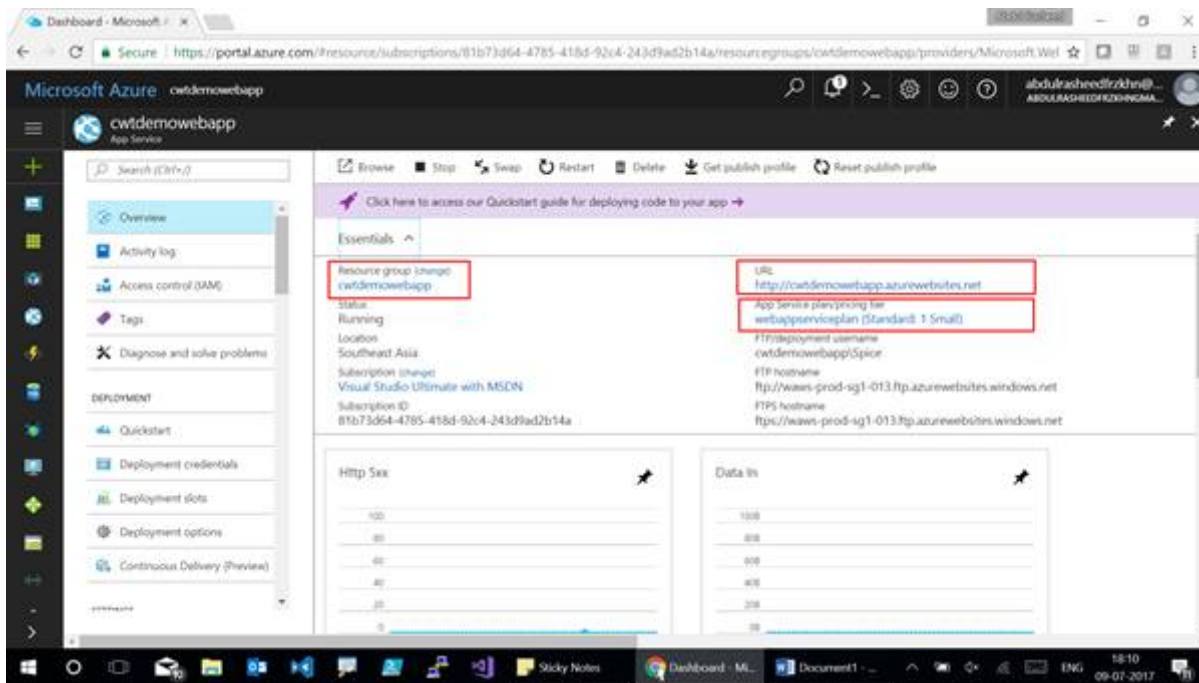 Dashboard - Microsoft
Secure https://portal.azure.com/#resource/subscriptions/81b73d64-4785-418d-92c4-243d9ad2b14a/resourcegroups/cwtdemowebapp/providers/Microsoft.Wel
Microsoft Azure cwtdemowebapp
abdulrasheedfrzkhn@...
cwtdemowebapp
App Service
Search (Ctrl+/)
Browse Stop Swap Restart Delete Get publish profile Reset publish profile
Click here to access our Quickstart guide for deploying code to your app →
Overview
Activity log
Access control (IAM)
Tags
Diagnose and solve problems
DEPLOYMENT
Quickstart
Deployment credentials
Deployment slots
Deployment options
Continuous Delivery (Preview)
Essentials
Resource group (change)
cwtdemowebapp
Status
Running
Location
Southeast Asia
Subscription (change)
Visual Studio Ultimate with MSDN
Subscription ID
81b73d64-4785-418d-92c4-243d9ad2b14a
URL
http://cwtdemowebapp.azurewebsites.net
App Service plan/pricing tier
webappserviceplan (Standard: 1 Small)
FTP/deployment username
cwtdemowebapp\Spice
FTP hostname
ftp://waws-prod-sg1-013.ftp.azurewebsites.windows.net
FTPS hostname
ftps://waws-prod-sg1-013.ftp.azurewebsites.windows.net
Http 5xx
100
80
60
40
20
0
Data In
100B
80B
60B
40B
20B
0B
Sticky Notes
Dashboard - Mi...
Document1 - ...
ENG
18:10
09-07-2017